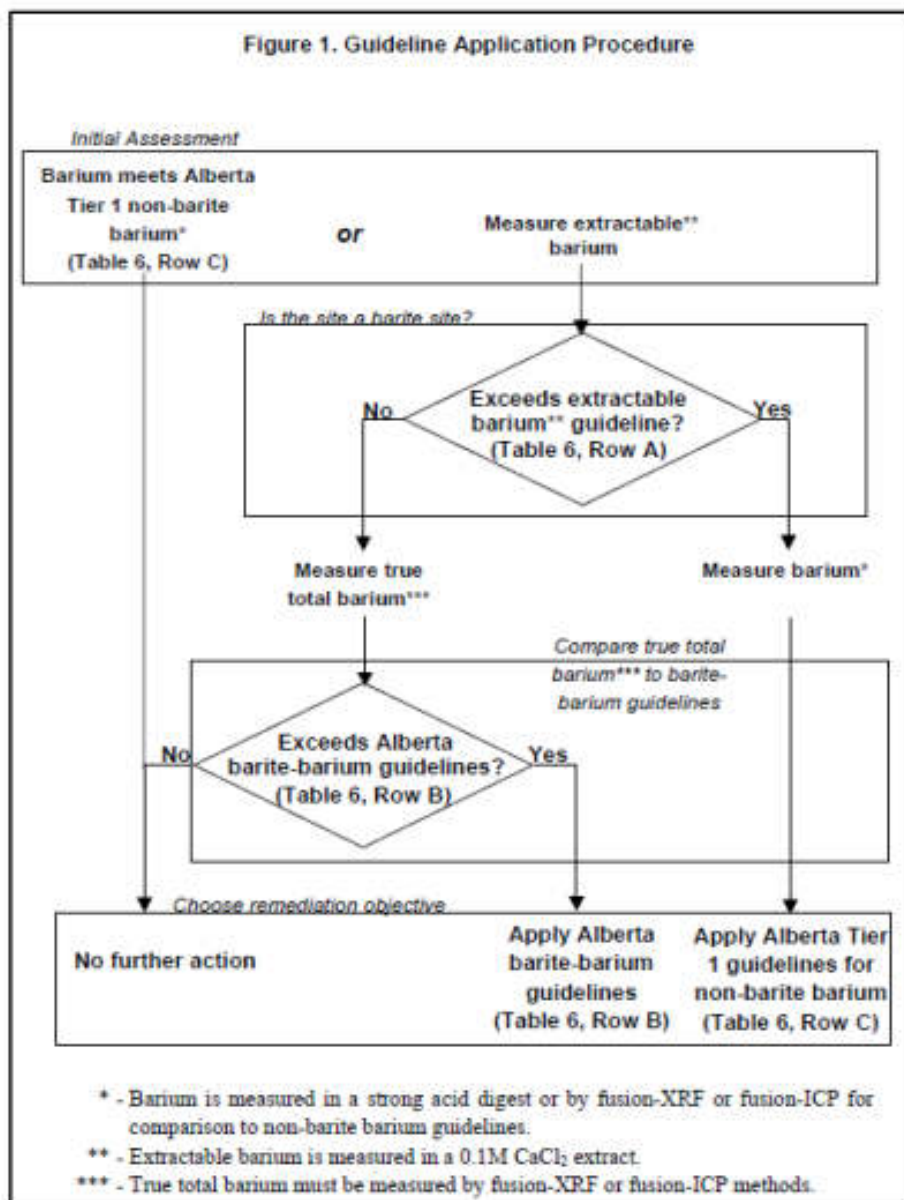 Figure 1. Guideline Application Procedure
Initial Assessment
Barium meets Alberta
Tier 1 non-barite
barium*
(Table 6, Row C)
or
Measure extractable**
barium
Is the site a barite site?
No
Exceeds extractable
barium** guideline?
(Table 6, Row A)
Yes
Measure true
total barium***
Measure barium*
Compare true total
barium*** to barite-
barium guidelines
No
Exceeds Alberta
barite-barium guidelines?
(Table 6, Row B)
Yes
Choose remediation objective
No further action
Apply Alberta
barite-barium
guidelines
(Table 6, Row B)
Apply Alberta Tier
1 guidelines for
non-barite barium
(Table 6, Row C)
* - Barium is measured in a strong acid digest or by fusion-XRF or fusion-ICP for
comparison to non-barite barium guidelines.
** - Extractable barium is measured in a 0.1M CaCl₂ extract.
*** - True total barium must be measured by fusion-XRF or fusion-ICP methods.